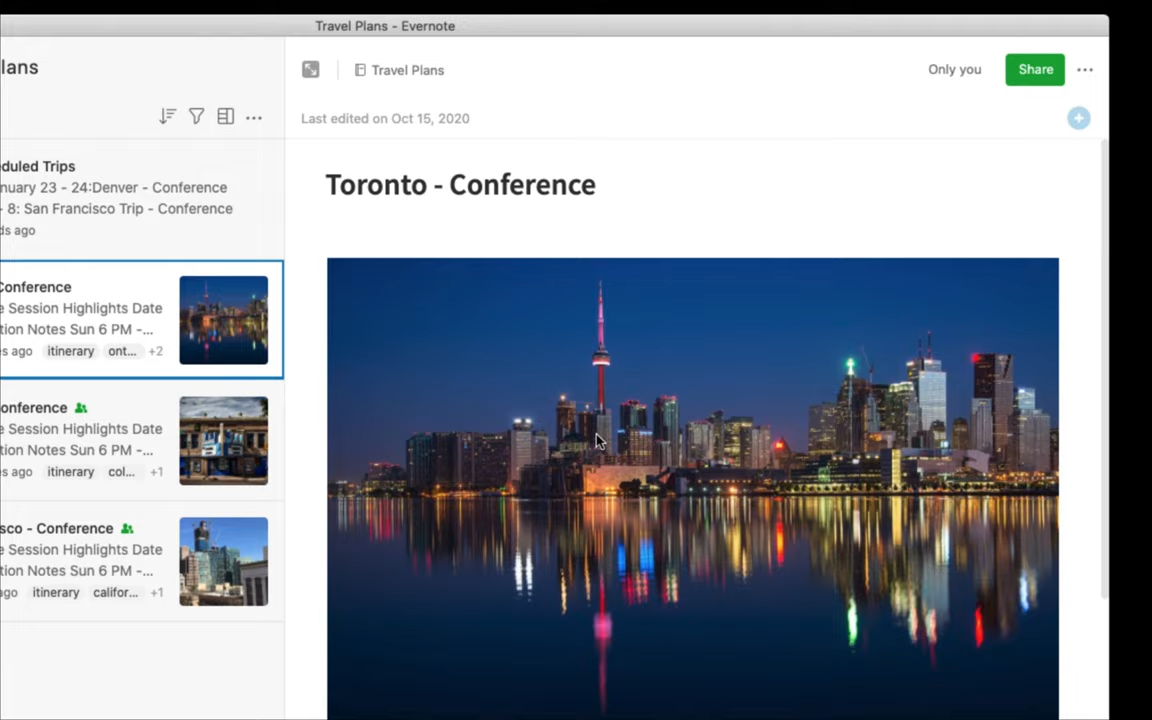 Travel Plans - Evernote
lans
Travel Plans
Only you
Share
Last edited on Oct 15, 2020
duled Trips
nuary 23 - 24:Denver - Conference
- 8: San Francisco Trip - Conference
ds ago
Conference
e Session Highlights Date
tion Notes Sun 6 PM -...
es ago itinerary ont... +2
onference
e Session Highlights Date
tion Notes Sun 6 PM -...
es ago itinerary col... +1
sco - Conference
e Session Highlights Date
tion Notes Sun 6 PM -...
ago itinerary califor... +1
Toronto - Conference